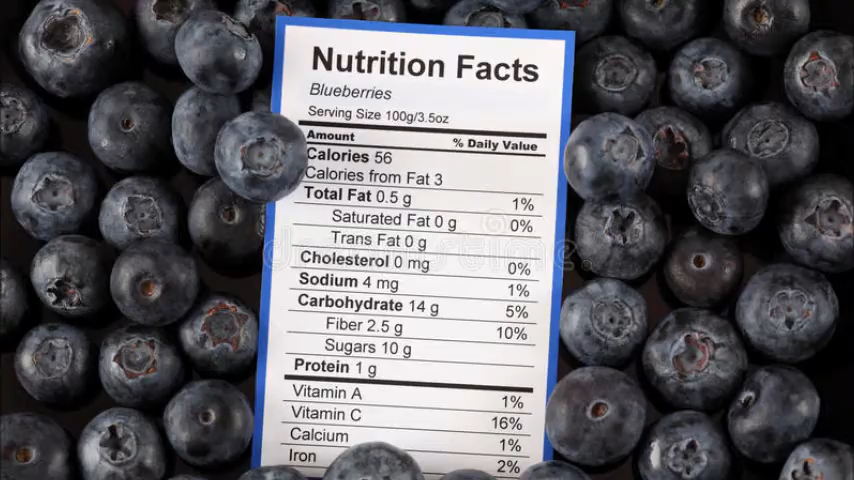 Nutrition Facts
Blueberries
Serving Size 100g/3.5oz
Amount % Daily Value
Calories 56
Calories from Fat 3
Total Fat 0.5 g 1%
Saturated Fat 0 g 0%
Trans Fat 0 g
Cholesterol 0 mg 0%
Sodium 4 mg 1%
Carbohydrate 14 g 5%
Fiber 2.5 g 10%
Sugars 10 g
Protein 1 g
Vitamin A 1%
Vitamin C 16%
Calcium 1%
Iron 2%
dreamstime